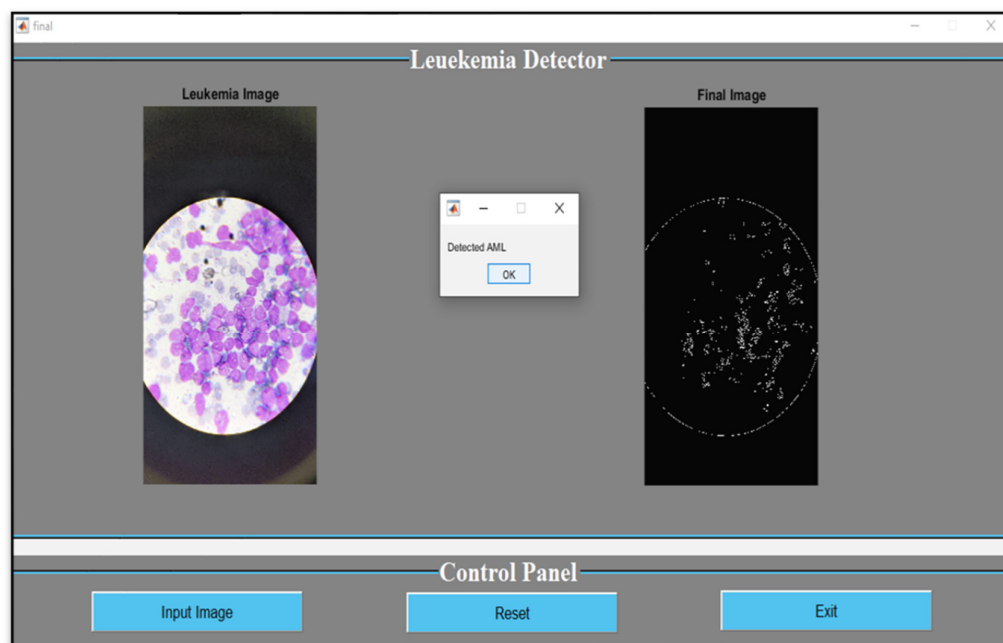 final
Leuekemia Detector
Leukemia Image
Final Image
Detected AML
OK
Control Panel
Input Image
Reset
Exit